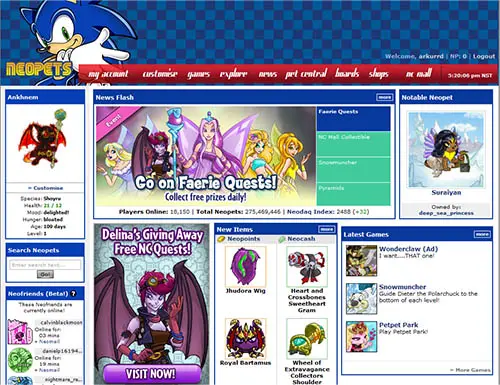 Welcome, arkurrd | NP: 0 | Logout
NEOPETS
my account customise games explore news pet central boards shops nc mall
5:20:06 pm NST
Ankhnem
» Customise
Species: Shoyru
Health: 21 / 12
Mood: delighted!
Hunger: bloated
Age: 109 days
Level: 1
Search Neopets
Enter search text...
Go!
Neofriends (Beta!) ?
These Neofriends are
currently online!
calvinblackmoon
Online for:
03 mins
» Neomail
danielp16194...
Online for:
19 mins
» Neomail
nightmare_re...
News Flash
more
Event
Go on Faerie Quests!
Collect free prizes daily!
Faerie Quests
NC Mall Collectible
Snowmuncher
Pyramids
Players Online: 18,150 | Total Neopets: 275,469,446 | Neodaq Index: 2488 (+32)
Notable Neopet
Suraiyan
Owned by:
deep_sea_princess
Delina's Giving Away
Free NC Quests!
VISIT NOW!
New Items
more
Neopoints
Neocash
Jhudora Wig
Heart and
Crossbones
Sweetheart
Gram
Royal Bartamus
Wheel of
Extravagance
Collectors
Shoulder
Latest Games
more
Wonderclaw (Ad)
I want....THAT one!
Snowmuncher
Guide Dieter the Polarchuck to the
bottom of each level!
Petpet Park
Play Petpet Park!
» More Games